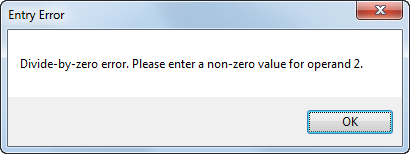 Entry Error
Divide-by-zero error. Please enter a non-zero value for operand 2.
OK